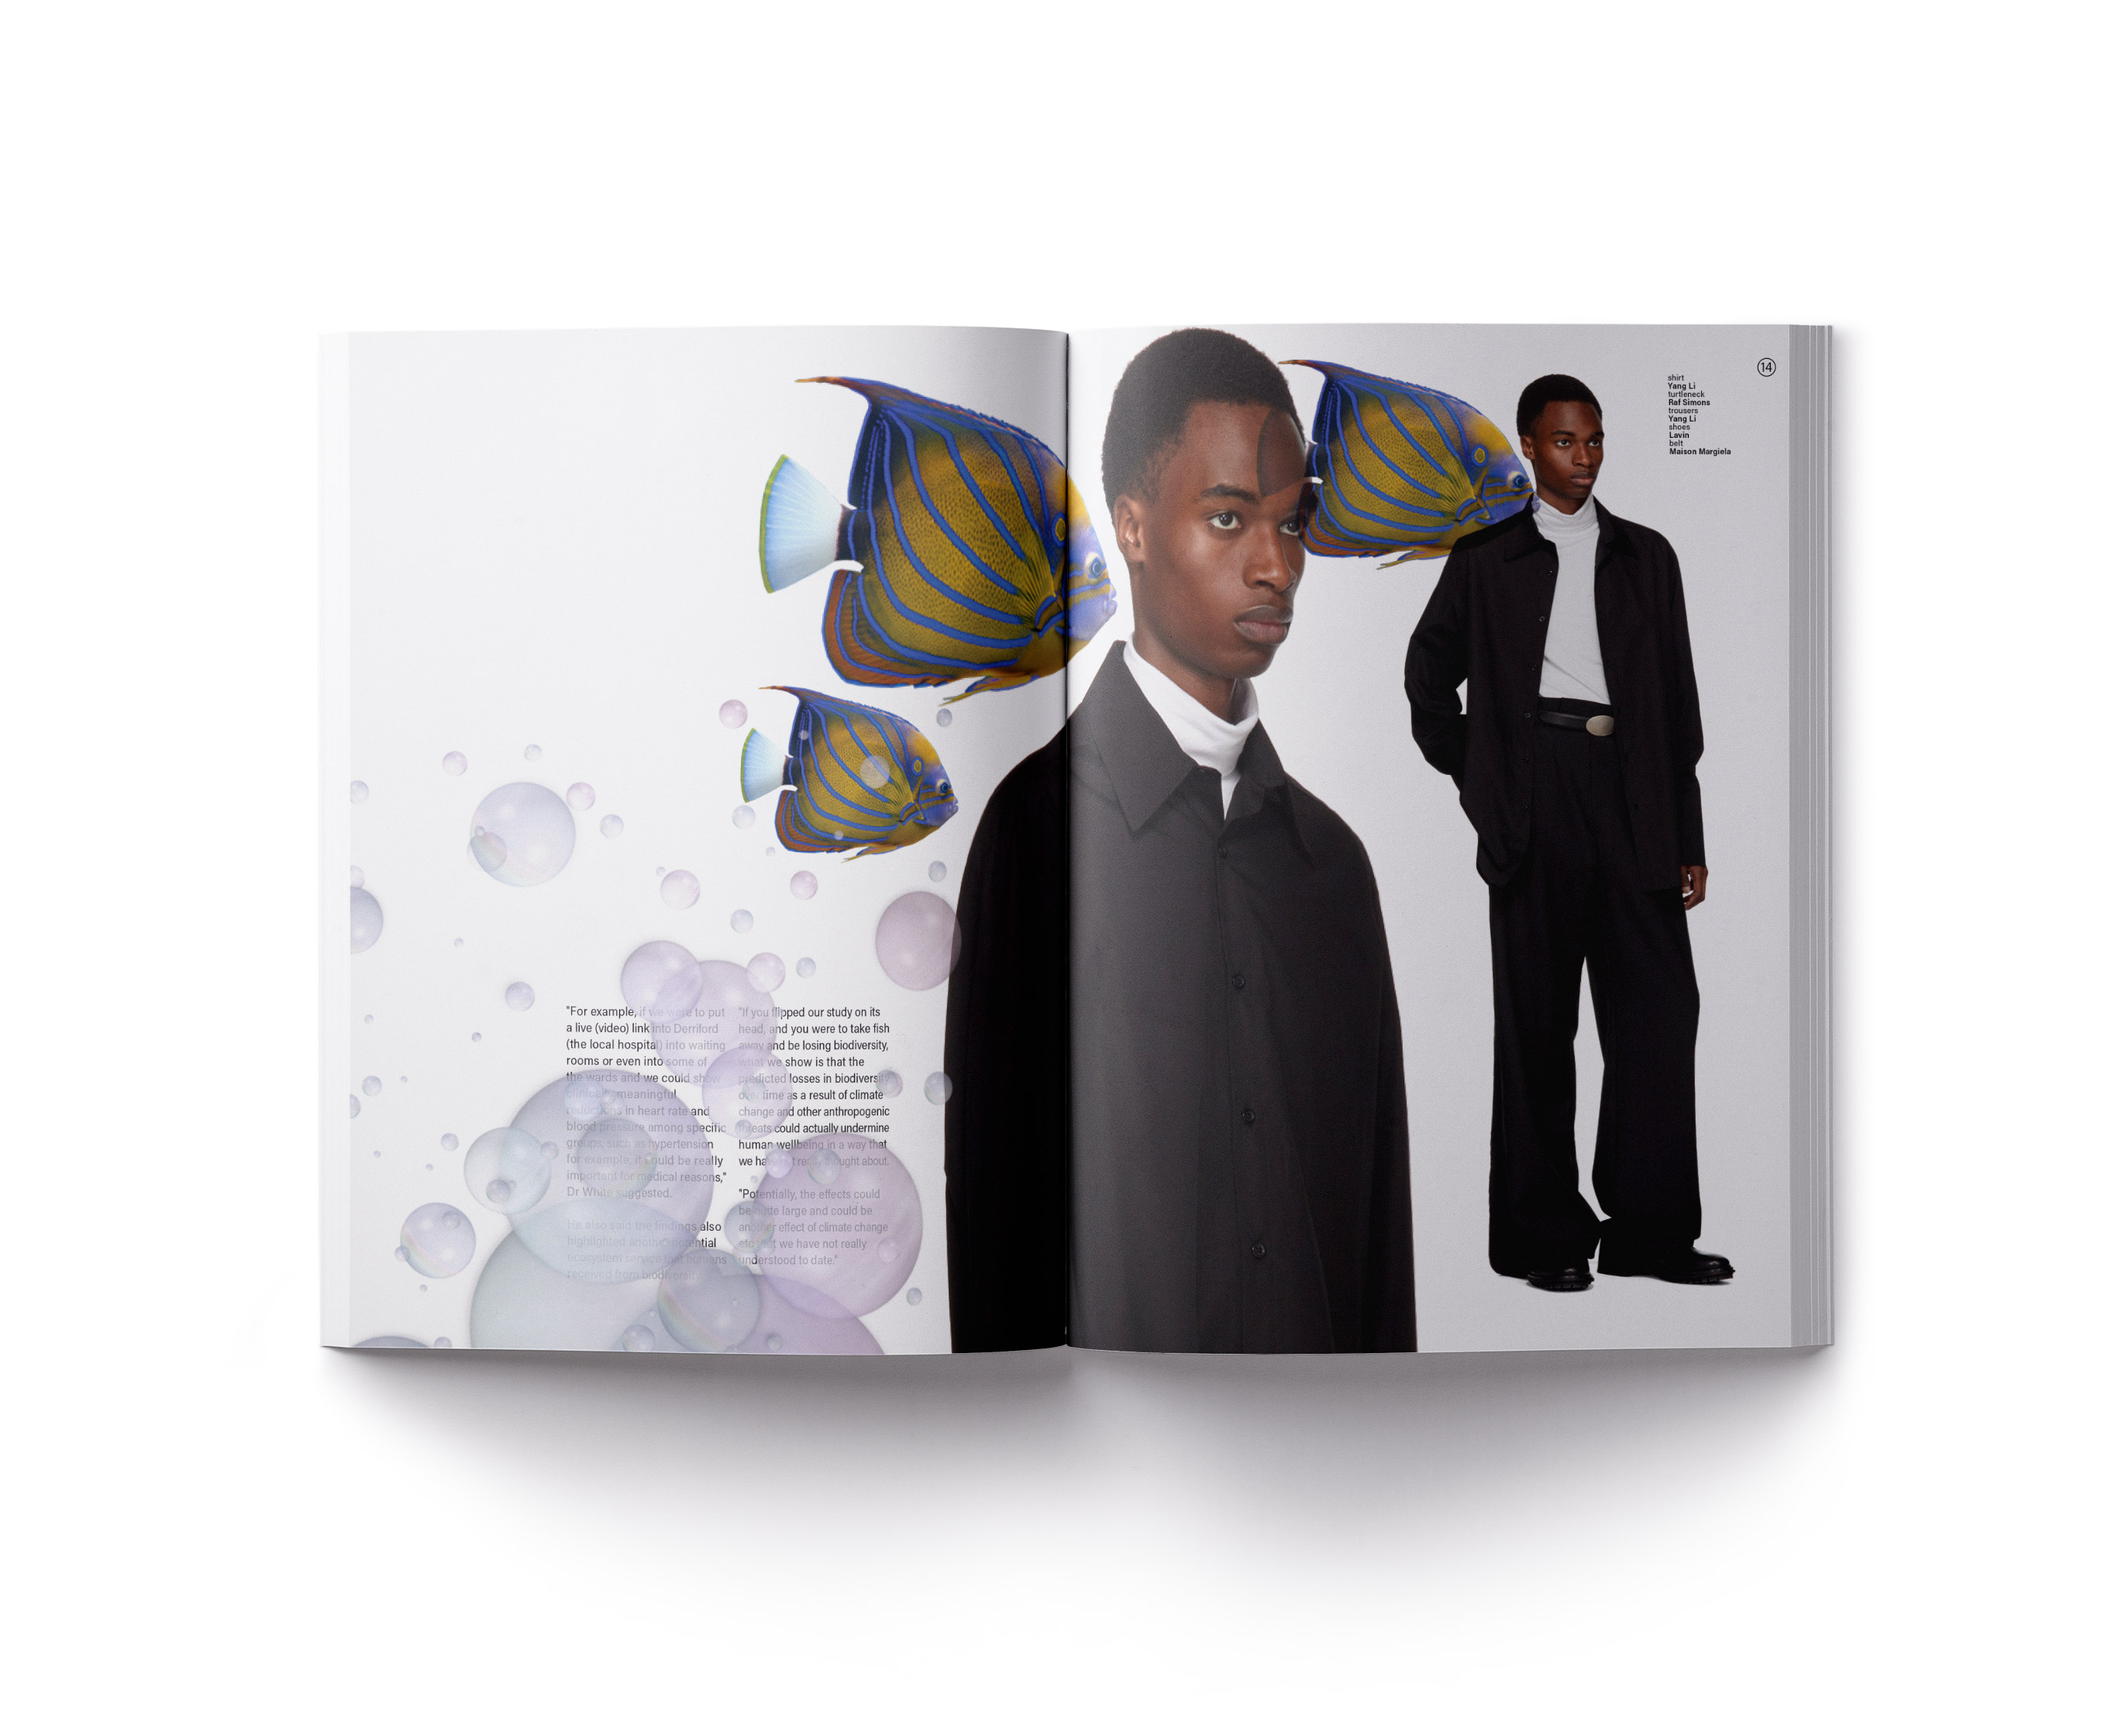 "For example, if we were to put
a live (video) link into Derriford
(the local hospital) into waiting
rooms or even into some of
the wards and we could show
clinically meaningful
reductions in heart rate and
blood pressure among specific
groups, such as hypertension
for example, it could be really
important for medical reasons,"
Dr White suggested.
He also said the findings also
highlighted another potential
ecosystem service that humans
received from biodiversity.
"If you flipped our study on its
head, and you were to take fish
away and be losing biodiversity,
what we show is that the
predicted losses in biodiversity
over time as a result of climate
change and other anthropogenic
threats could actually undermine
human wellbeing in a way that
we haven't really thought about.
"Potentially, the effects could
be quite large and could be
another effect of climate change
etc that we have not really
understood to date."
14
shirt
Yang Li
turtleneck
Raf Simons
trousers
Yang Li
shoes
Lavin
belt
Maison Margiela